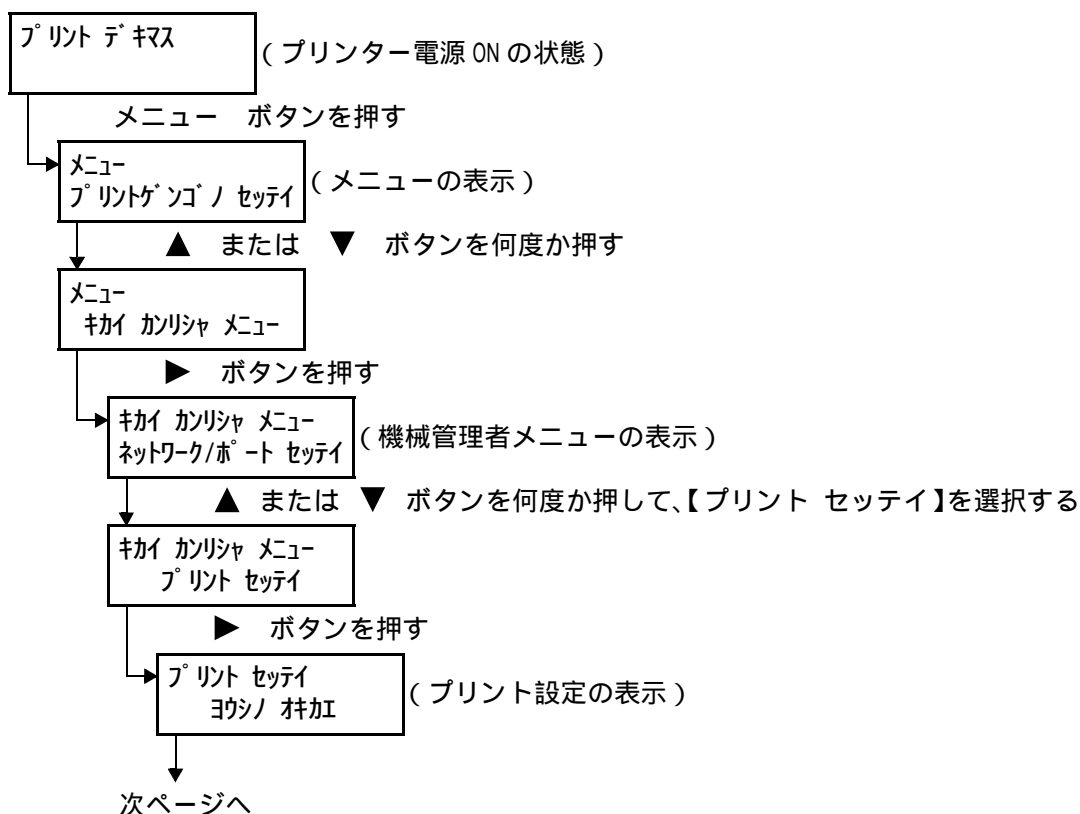 ﾌﾟﾘﾝﾄ ﾃﾞｷﾏｽ
(プリンター電源 ON の状態)
メニュー ボタンを押す
ﾒﾆｭｰ
ﾌﾟﾘﾝﾄｹﾞﾝｺﾞﾉ ｾｯﾃｲ
(メニューの表示)
▲ または ▼ ボタンを何度か押す
ﾒﾆｭｰ
ｷｶｲ ｶﾝﾘｼｬ ﾒﾆｭｰ
▶ ボタンを押す
ｷｶｲ ｶﾝﾘｼｬ ﾒﾆｭｰ
ﾈｯﾄﾜｰｸ/ﾎﾟｰﾄ ｾｯﾃｲ
(機械管理者メニューの表示)
▲ または ▼ ボタンを何度か押して、【プリント セッテイ】を選択する
ｷｶｲ ｶﾝﾘｼｬ ﾒﾆｭｰ
ﾌﾟﾘﾝﾄ ｾｯﾃｲ
▶ ボタンを押す
ﾌﾟﾘﾝﾄ ｾｯﾃｲ
ﾖｳｼﾉ ｵｷｶｴ
(プリント設定の表示)
次ページへ